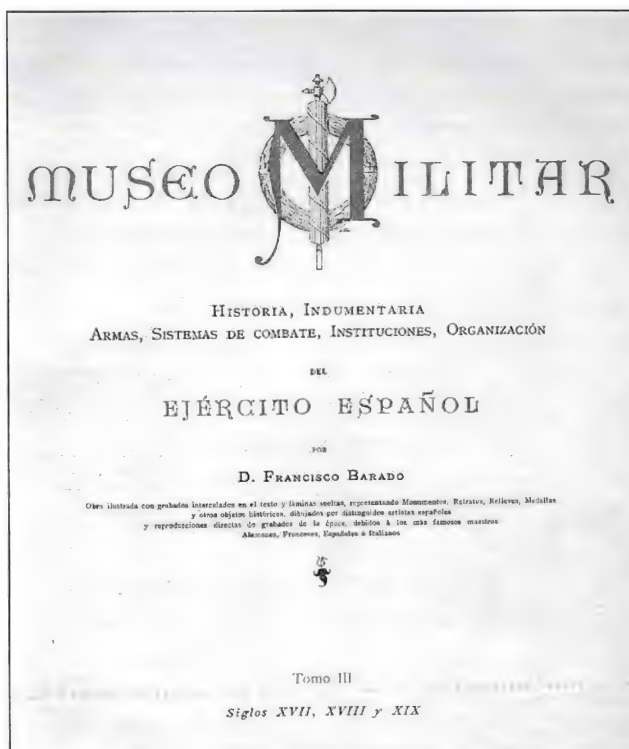 MUSEO MILITAR
HISTORIA, INDUMENTARIA
ARMAS, SISTEMAS DE COMBATE, INSTITUCIONES, ORGANIZACIÓN
DEL
EJÉRCITO ESPAÑOL
POR
D. FRANCISCO BARADO
Obra ilustrada con grabados intercalados en el texto y láminas sueltas, representando Monumentos, Retratos, Relieves, Medallas
y otros objetos históricos, dibujados por distinguidos artistas españoles
y reproducciones directas de grabados de la época, debidos á los más famosos maestros
Alemanes, Franceses, Españoles é Italianos
Tomo III
Siglos XVII, XVIII y XIX